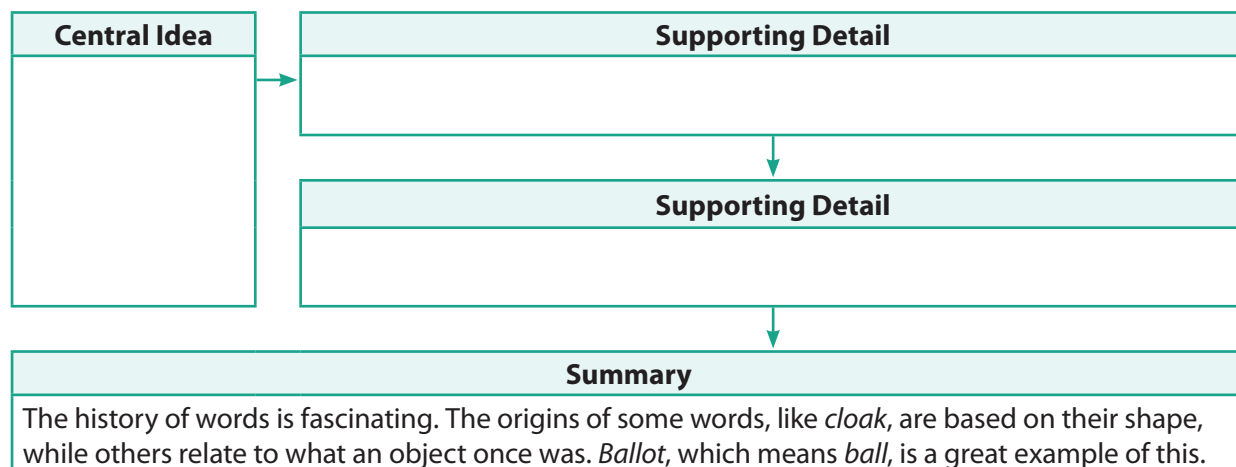 Central Idea
Supporting Detail
Supporting Detail
Summary
The history of words is fascinating. The origins of some words, like cloak, are based on their shape,
while others relate to what an object once was. Ballot, which means ball, is a great example of this.